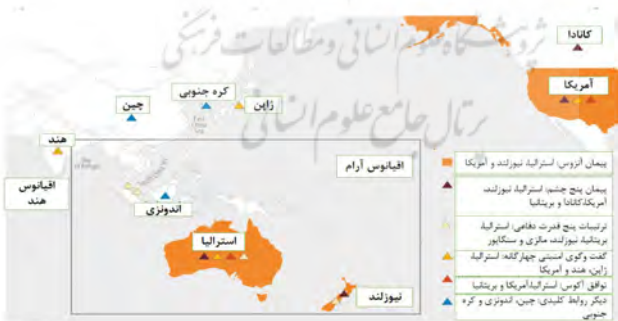 پژوهشگاه علوم انسانی و مطالعات فرهنگی
پرتال جامع علوم انسانی
کانادا
آمریکا
کره جنوبی
ژاپن
چین
هند
اقیانوس آرام
اقیانوس
هند
اندونزی
استرالیا
نیوزلند
پیمان آنزوس: استرالیا، نیوزلند و آمریکا
پیمان پنج چشم: استرالیا، نیوزلند،
آمریکا،کانادا و بریتانیا
ترتیبات پنج قدرت دفاعی: استرالیا،
بریتانیا، نیوزلند، مالزی و سنگاپور
گفت وگوی امنیتی چهارگانه: استرالیا،
ژاپن، هند و آمریکا
توافق آکوس: استرالیا،آمریکا و بریتانیا
دیگر روابط کلیدی: چین، اندونزی و کره
جنوبی